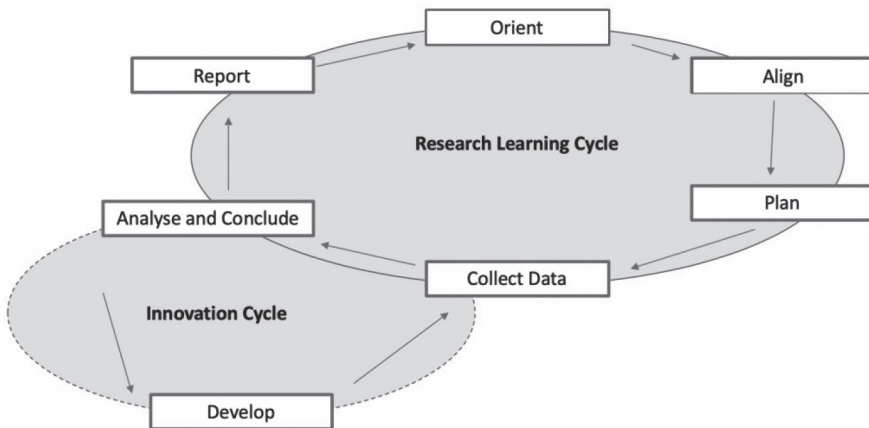 Orient
Report
Align
Research Learning Cycle
Plan
Analyse and Conclude
Collect Data
Innovation Cycle
Develop